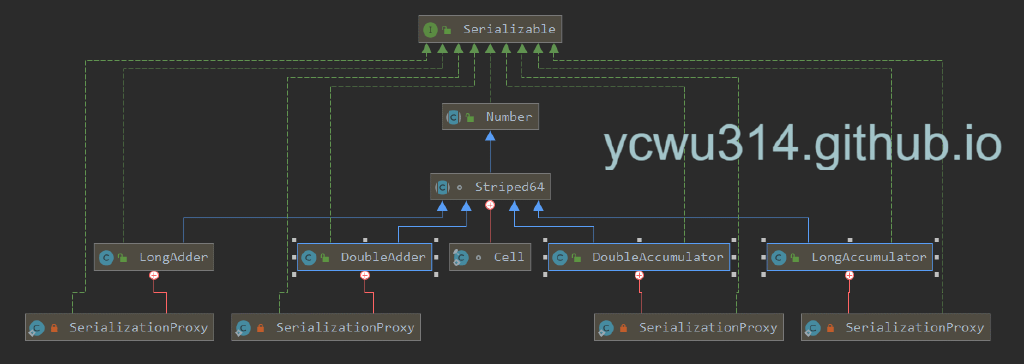 Serializable
Number
ycwu314.github.io
Striped64
LongAdder
DoubleAdder
Cell
DoubleAccumulator
LongAccumulator
SerializationProxy
SerializationProxy
SerializationProxy
SerializationProxy